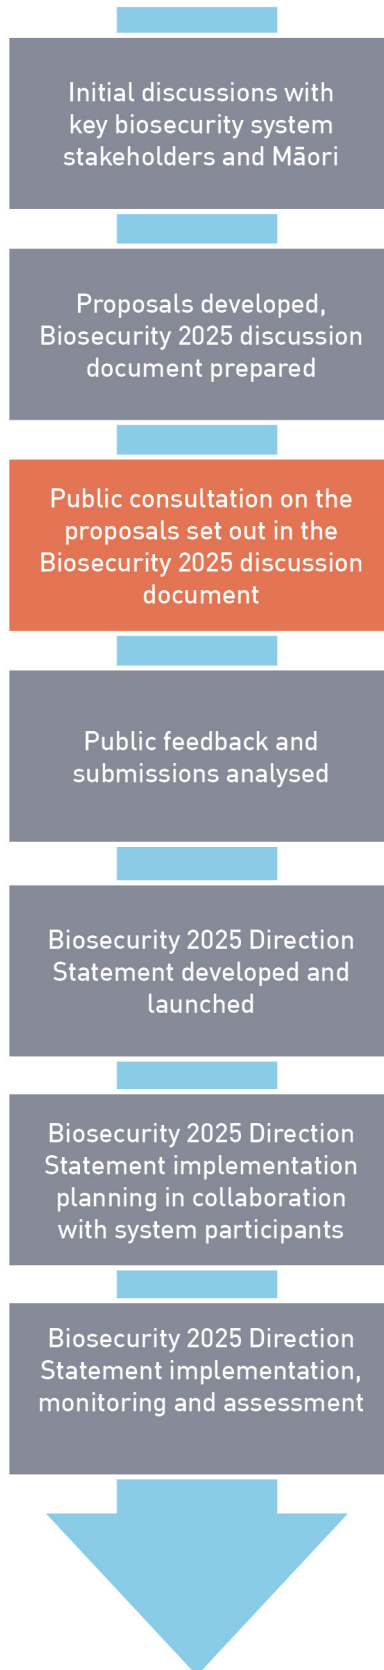 Initial discussions with
key biosecurity system
stakeholders and Māori
Proposals developed,
Biosecurity 2025 discussion
document prepared
Public consultation on the
proposals set out in the
Biosecurity 2025 discussion
document
Public feedback and
submissions analysed
Biosecurity 2025 Direction
Statement developed and
launched
Biosecurity 2025 Direction
Statement implementation
planning in collaboration
with system participants
Biosecurity 2025 Direction
Statement implementation,
monitoring and assessment